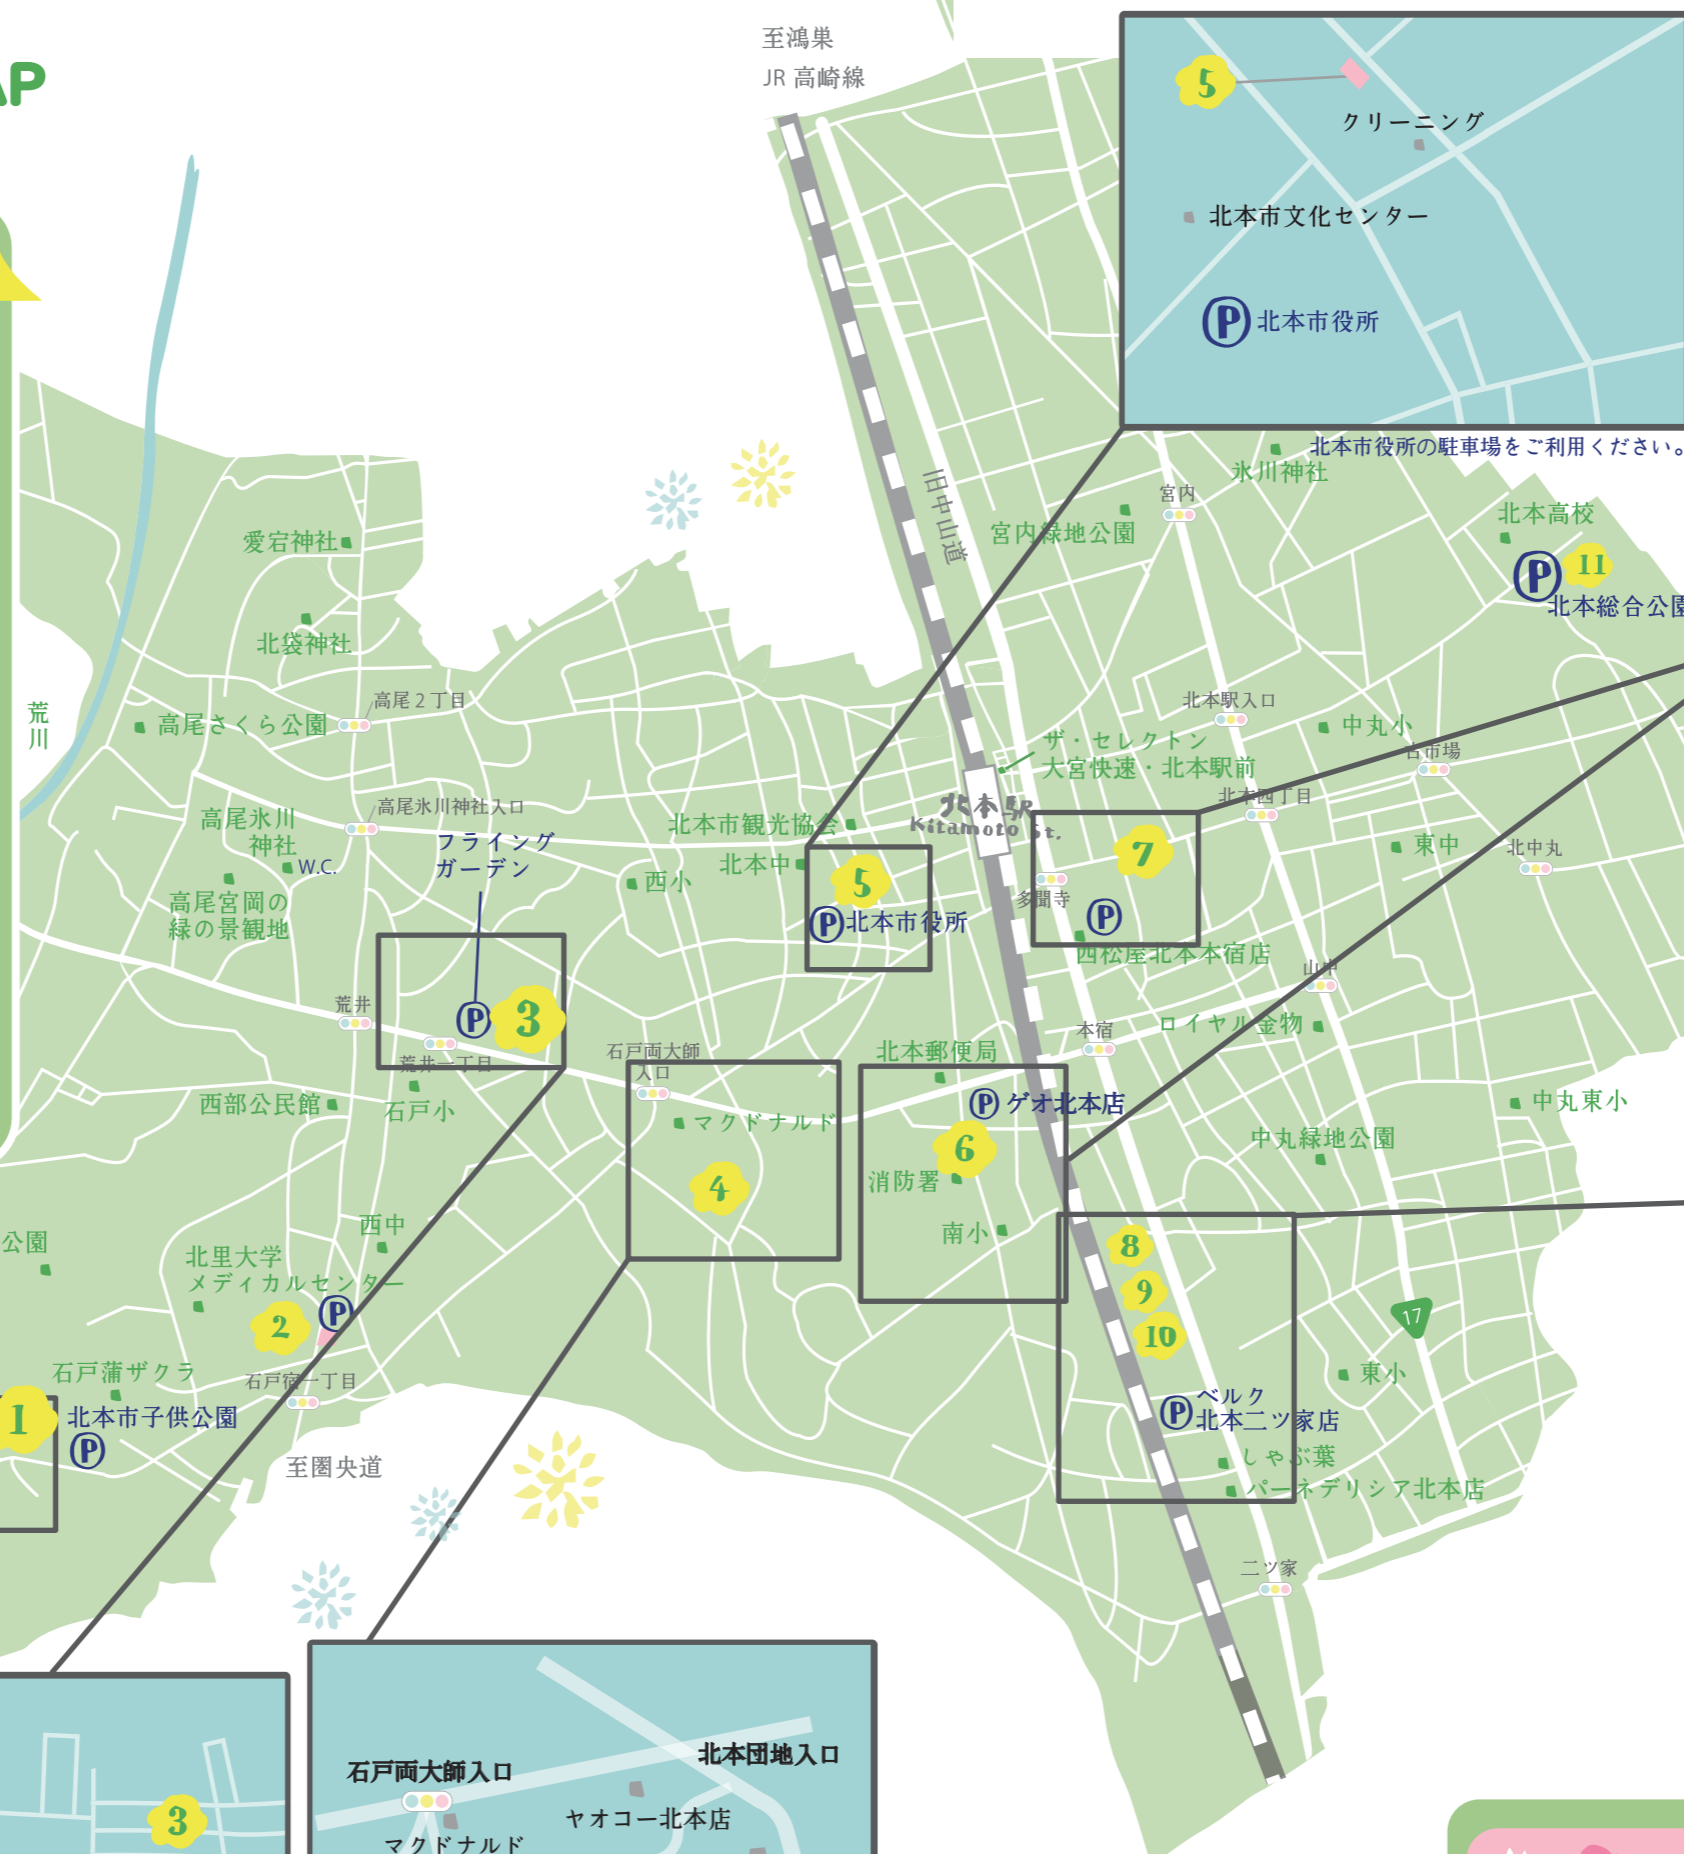 AP
至鴻巣
JR 高崎線
5
クリーニング
北本市文化センター
P 北本市役所
北本市役所の駐車場をご利用ください。
氷川神社
旧中山道
宮内
宮内緑地公園
北本高校
P
11
北本総合公園
愛宕神社
北袋神社
荒川
高尾2丁目
高尾さくら公園
北本駅入口
中丸小
古市場
ザ・セレクトン
大宮快速・北本駅前
北本駅
Kitamoto St.
北本四丁目
高尾氷川神社入口
高尾氷川
神社
W.C.
フライング
ガーデン
北本市観光協会
北本中
西小
5
P 北本市役所
7
多聞寺
P
西松屋北本本宿店
東中
北中丸
高尾宮岡の
緑の景観地
山中
荒井
P
3
荒井一丁目
石戸両大師
入口
北本郵便局
本宿
ロイヤル金物
西部公民館
石戸小
マクドナルド
4
P ゲオ北本店
6
消防署
南小
中丸東小
中丸緑地公園
公園
西中
北里大学
メディカルセンター
2
P
8
9
10
17
石戸蒲ザクラ
石戸宿一丁目
東小
1
北本市子供公園
P
P
ベルク
北本二ツ家店
しゃぶ葉
パーネデリシア北本店
至圏央道
二ツ家
3
石戸両大師入口
北本団地入口
ヤオコー北本店
マクドナルド